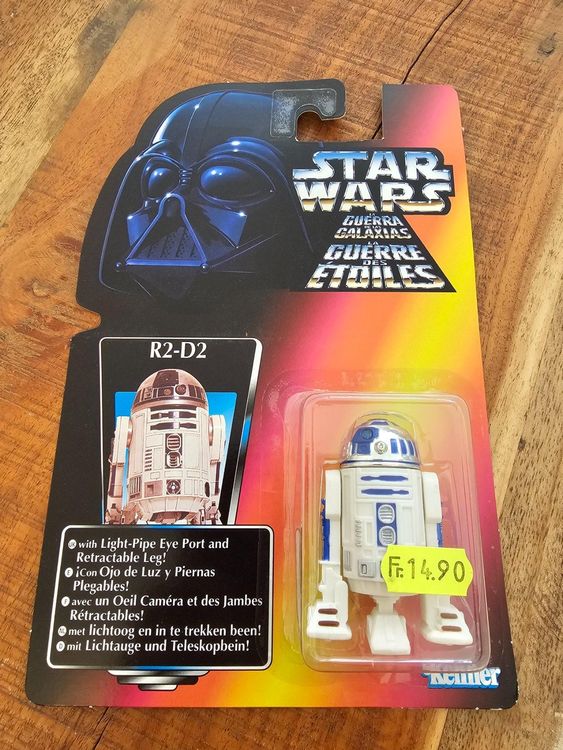 STAR
WARS
LA
GUERRA
DE LAS
GALAXIAS
LA
GUERRE
DES
ÉTOILES
R2-D2
with Light-Pipe Eye Port and
Retractable Leg!
¡Con Ojo de Luz y Piernas
Plegables!
F avec un Oeil Caméra et des Jambes
Rétractables!
NL met lichtoog en in te trekken been!
D mit Lichtauge und Teleskopbein!
Fr. 14.90
Kenner